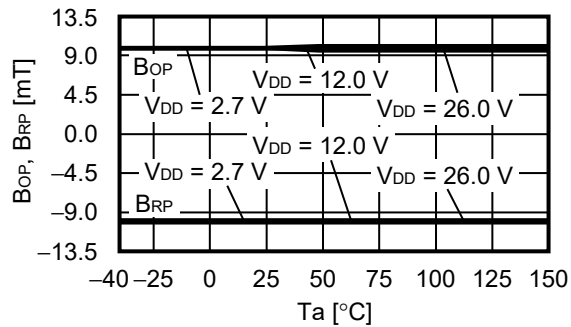 13.5
9.0
4.5
0.0
−4.5
−9.0
−13.5
BOP, BRP [mT]
BOP
VDD = 12.0 V
VDD = 2.7 V
VDD = 26.0 V
VDD = 12.0 V
VDD = 2.7 V
VDD = 26.0 V
BRP
−40 −25 0 25 50 75 100 125 150
Ta [°C]